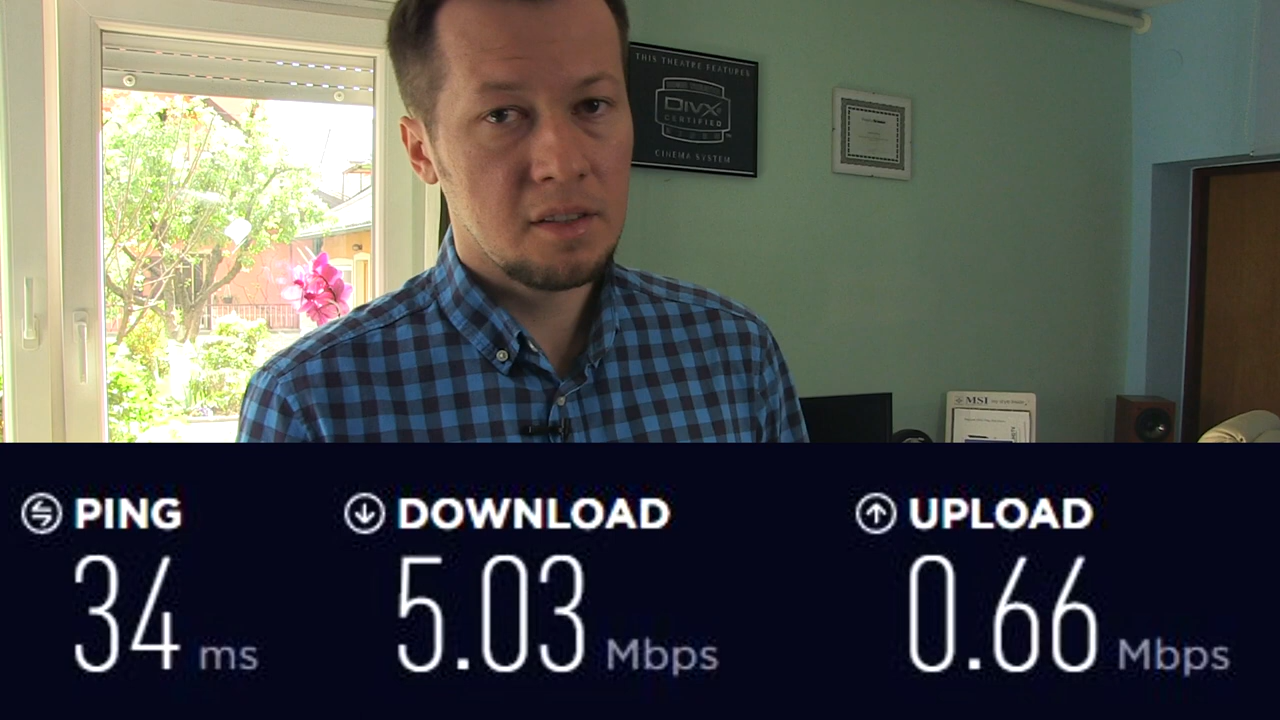 THIS THEATRE FEATURES
DivX
CERTIFIED
CINEMA SYSTEM
MSI
PING
DOWNLOAD
UPLOAD
34 ms
5.03 Mbps
0.66 Mbps